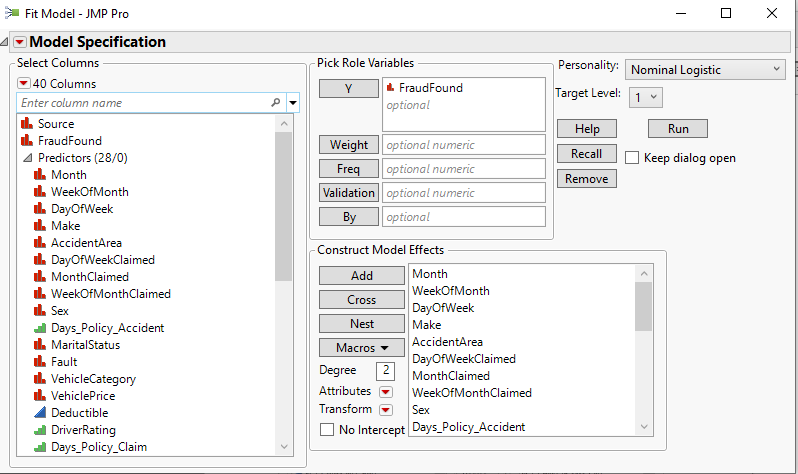 Fit Model - JMP Pro
Model Specification
Select Columns
40 Columns
Enter column name
Source
FraudFound
Predictors (28/0)
Month
WeekOfMonth
DayOfWeek
Make
AccidentArea
DayOfWeekClaimed
MonthClaimed
WeekOfMonthClaimed
Sex
Days_Policy_Accident
MaritalStatus
Fault
VehicleCategory
VehiclePrice
Deductible
DriverRating
Days_Policy_Claim
Pick Role Variables
Y
FraudFound
optional
Weight
optional numeric
Freq
optional numeric
Validation
optional numeric
By
optional
Personality:
Nominal Logistic
Target Level:
1
Help
Run
Recall
Keep dialog open
Remove
Construct Model Effects
Add
Cross
Nest
Macros
Degree
2
Attributes
Transform
No Intercept
Month
WeekOfMonth
DayOfWeek
Make
AccidentArea
DayOfWeekClaimed
MonthClaimed
WeekOfMonthClaimed
Sex
Days_Policy_Accident